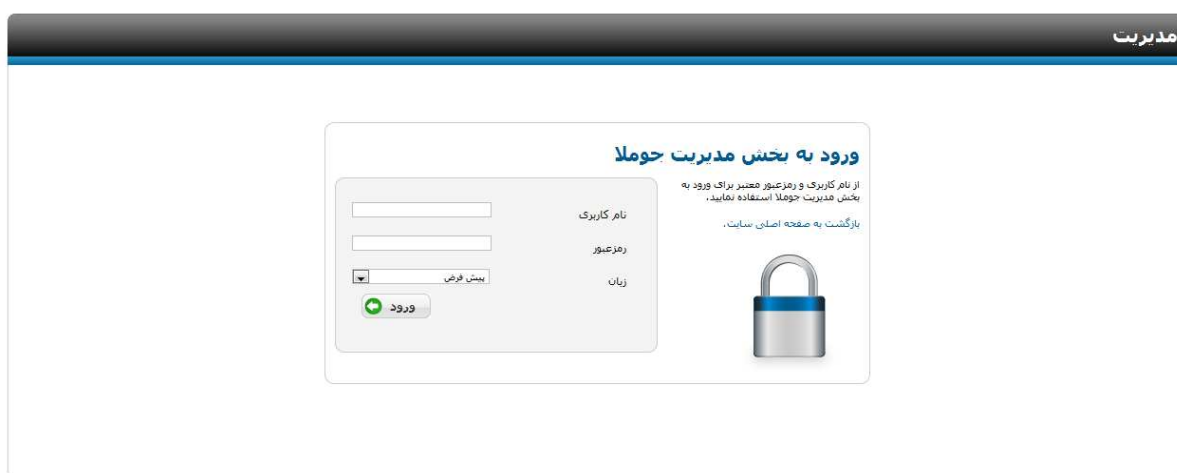 مدیریت
ورود به بخش مدیریت جوملا
از نام کاربری و رمزعبور معتبر برای ورود به
بخش مدیریت جوملا استفاده نمایید.
بازگشت به صفحه اصلی سایت.
نام کاربری
رمزعبور
زبان
پیش فرض
ورود